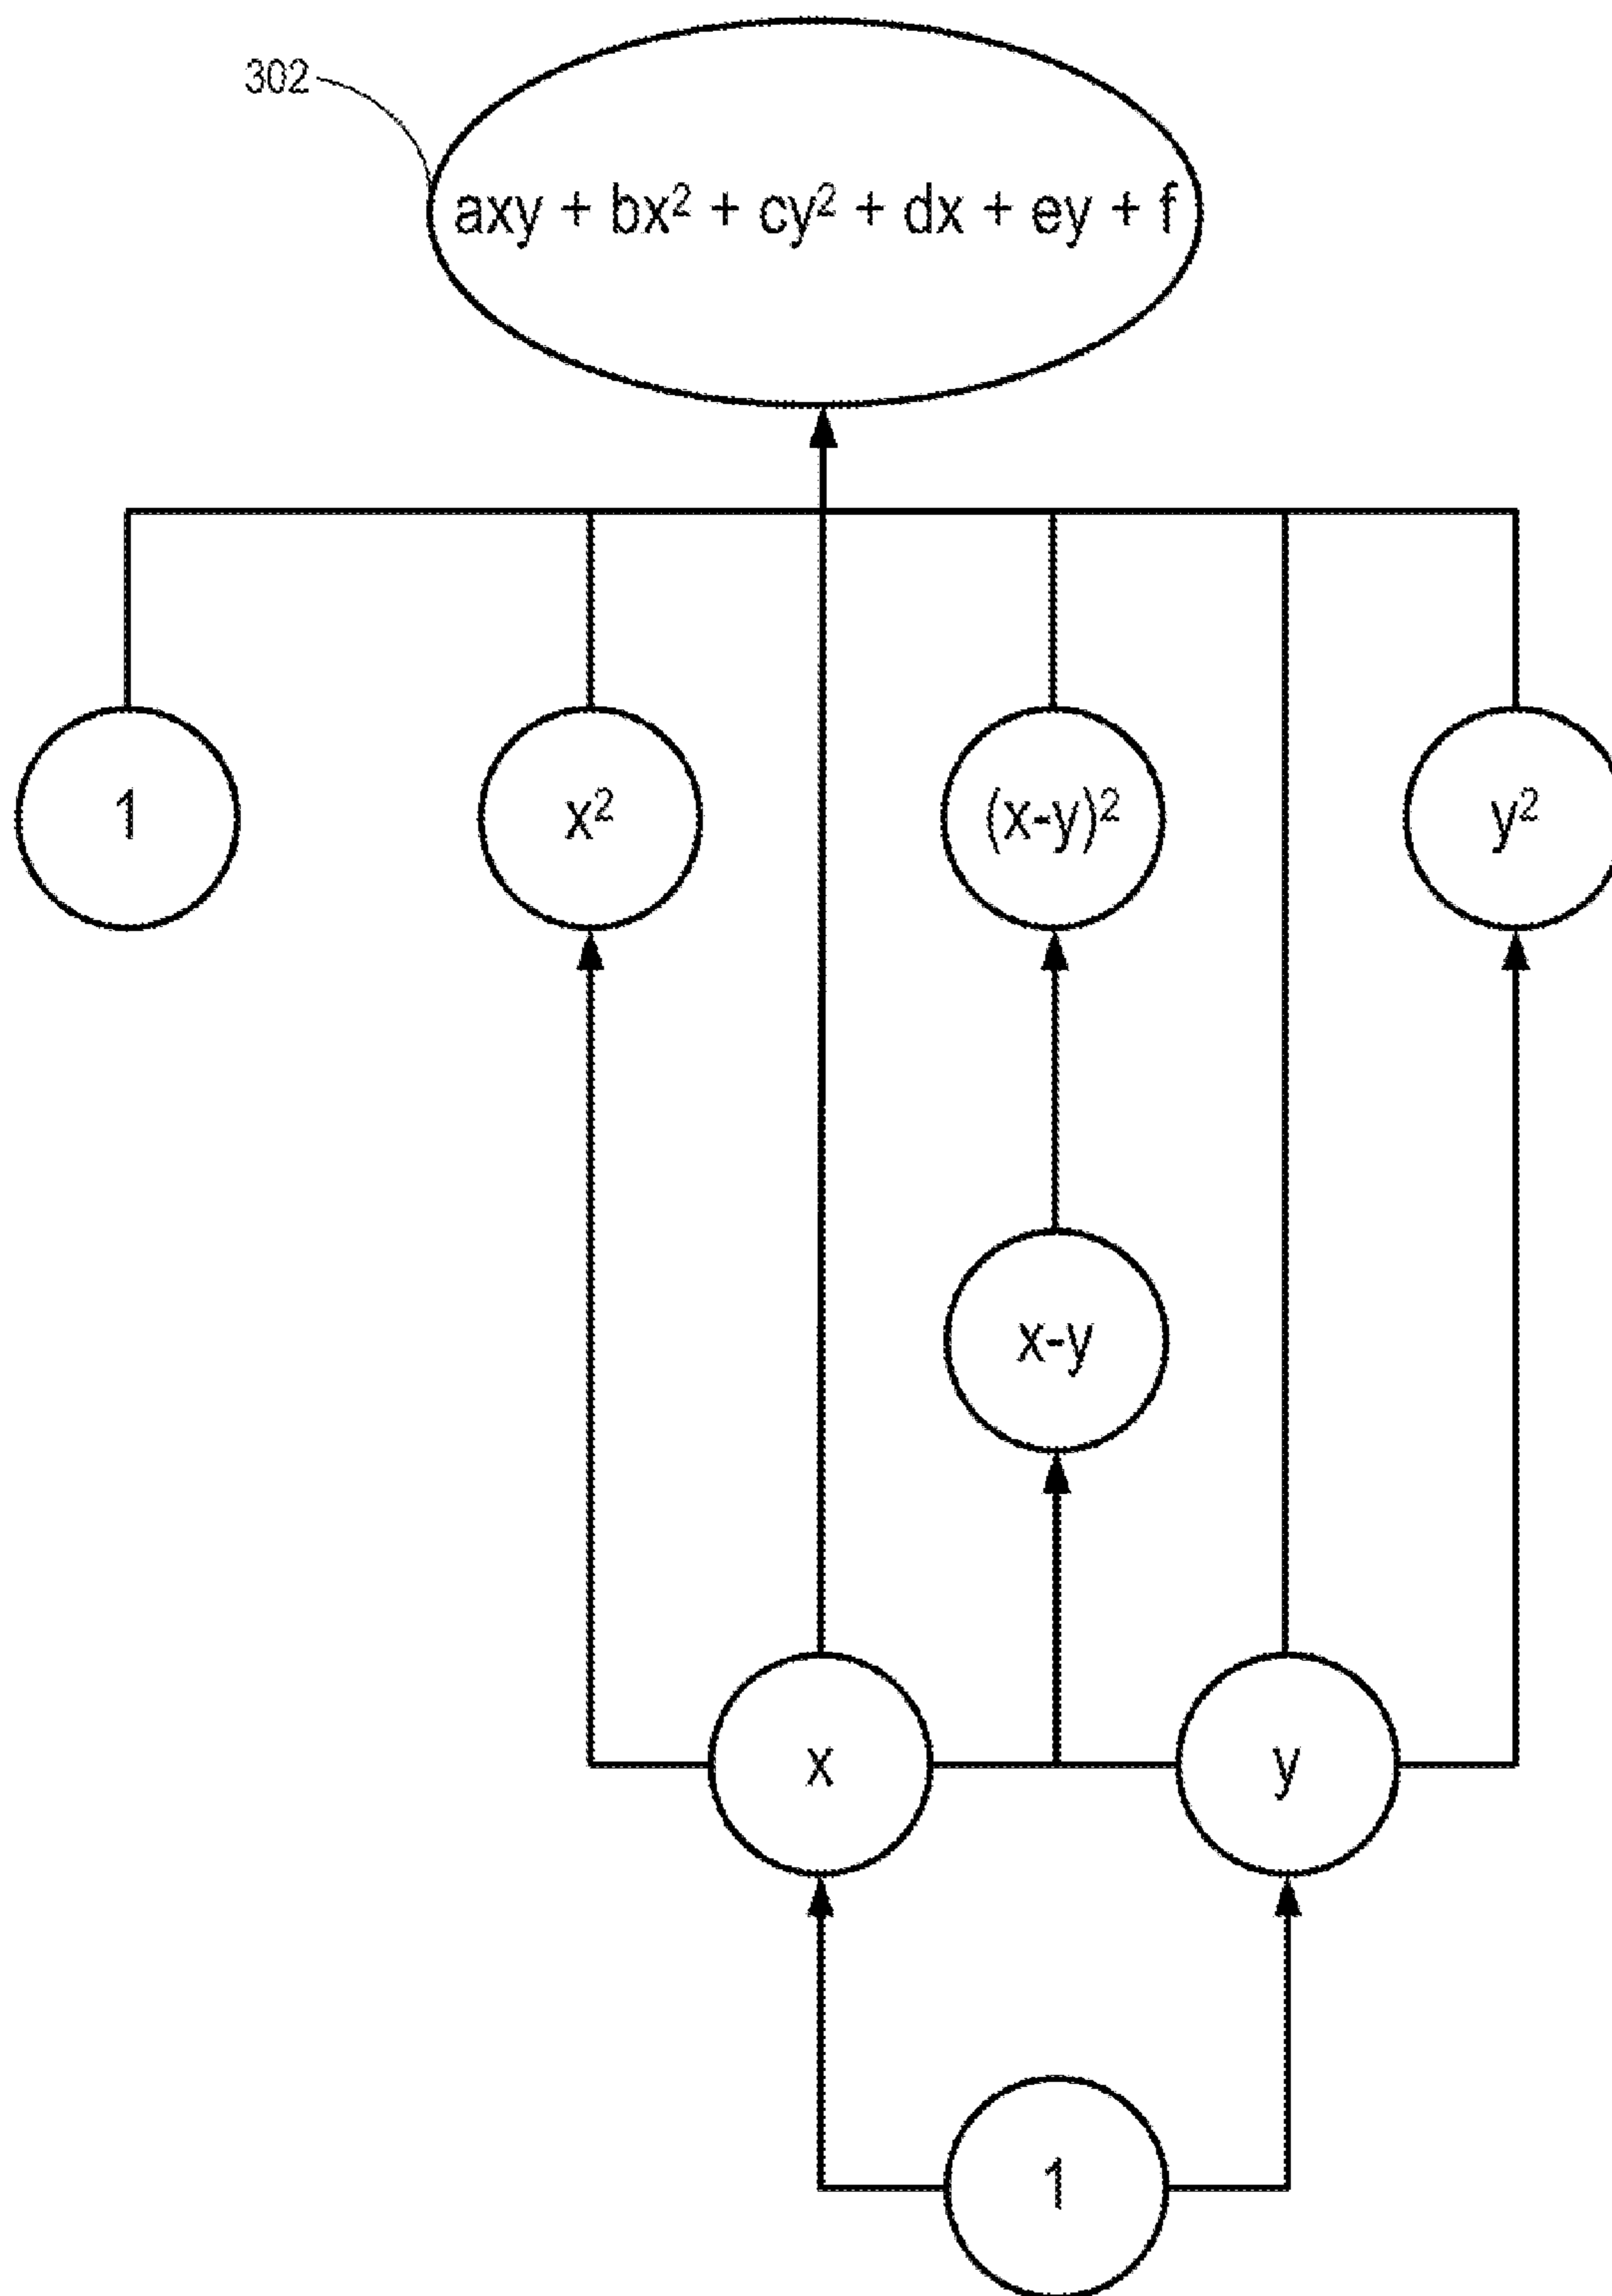 302
axy + bx² + cy² + dx + ey + f
1
x²
(x-y)²
y²
x-y
x
y
1